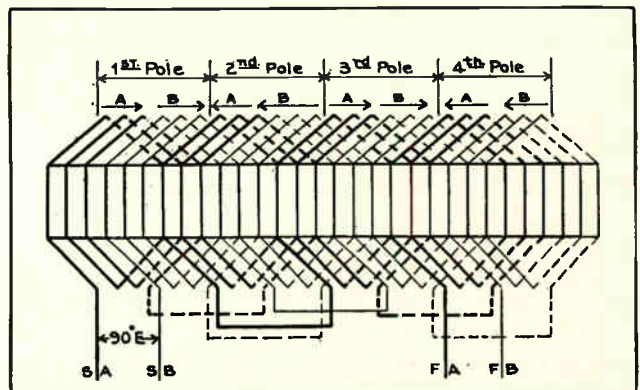 1ST. Pole 2nd. Pole 3rd Pole 4th Pole
A B A B A B A B
90°E
S A S B F A F B